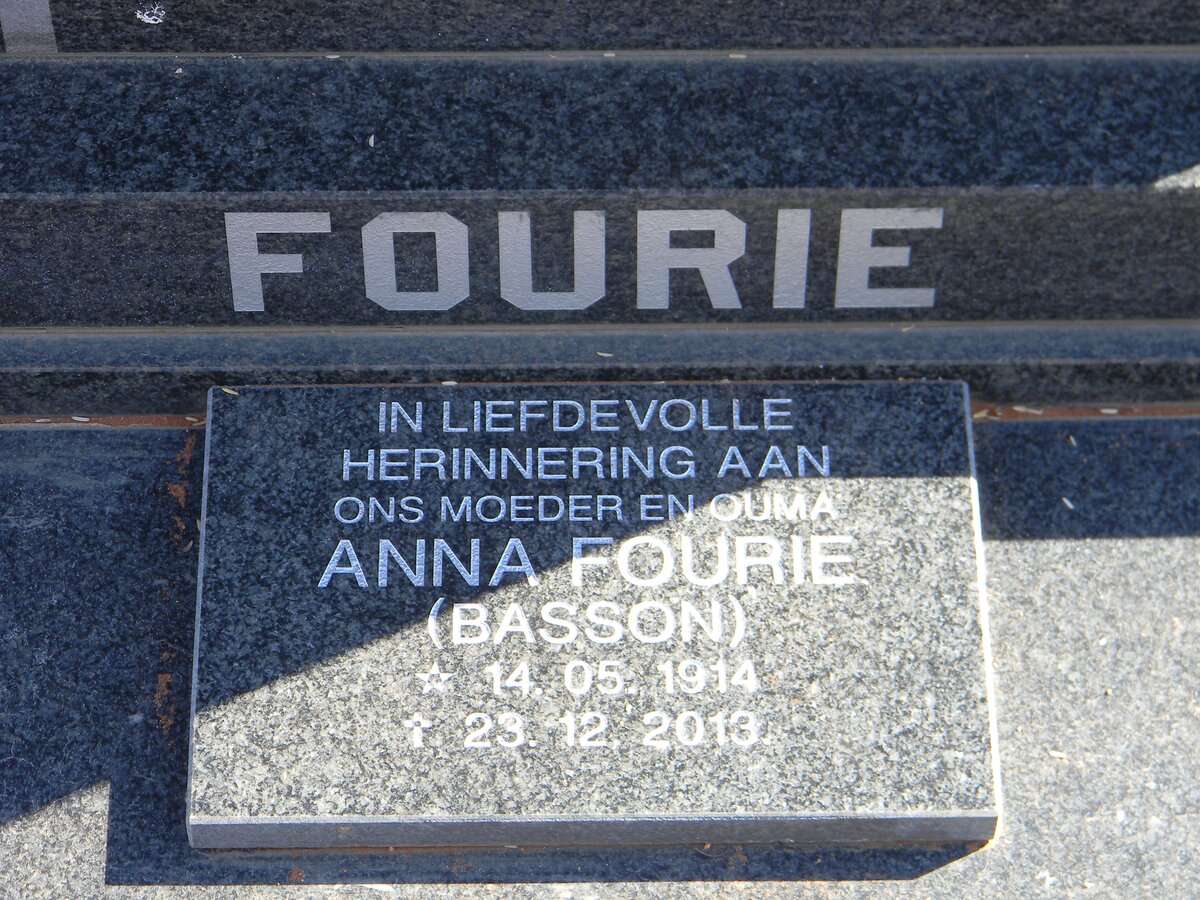 FOURIE
IN LIEFDEVOLLE
HERINNERING AAN
ONS MOEDER EN OUMA
ANNA FOURIE
(BASSON)
☆ 14. 05. 1914
✝ 23. 12. 2013.